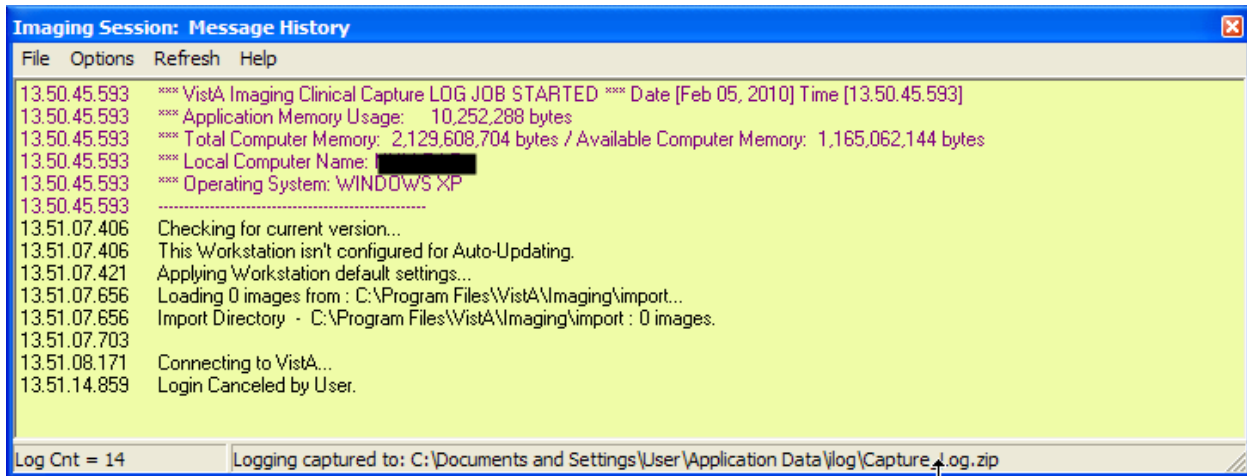 Imaging Session: Message History
File Options Refresh Help
13.50.45.593 *** VistA Imaging Clinical Capture LOG JOB STARTED *** Date [Feb 05, 2010] Time [13.50.45.593]
13.50.45.593 *** Application Memory Usage: 10,252,288 bytes
13.50.45.593 *** Total Computer Memory: 2,129,608,704 bytes / Available Computer Memory: 1,165,062,144 bytes
13.50.45.593 *** Local Computer Name:
13.50.45.593 *** Operating System: WINDOWS XP
13.50.45.593 ----------------------------------------------------
13.51.07.406 Checking for current version...
13.51.07.406 This Workstation isn't configured for Auto-Updating.
13.51.07.421 Applying Workstation default settings...
13.51.07.656 Loading 0 images from : C:\Program Files\VistA\Imaging\import...
13.51.07.656 Import Directory - C:\Program Files\VistA\Imaging\import : 0 images.
13.51.07.703
13.51.08.171 Connecting to VistA...
13.51.14.859 Login Canceled by User.
Log Cnt = 14 Logging captured to: C:\Documents and Settings\User\Application Data\ilog\Capture_Log.zip